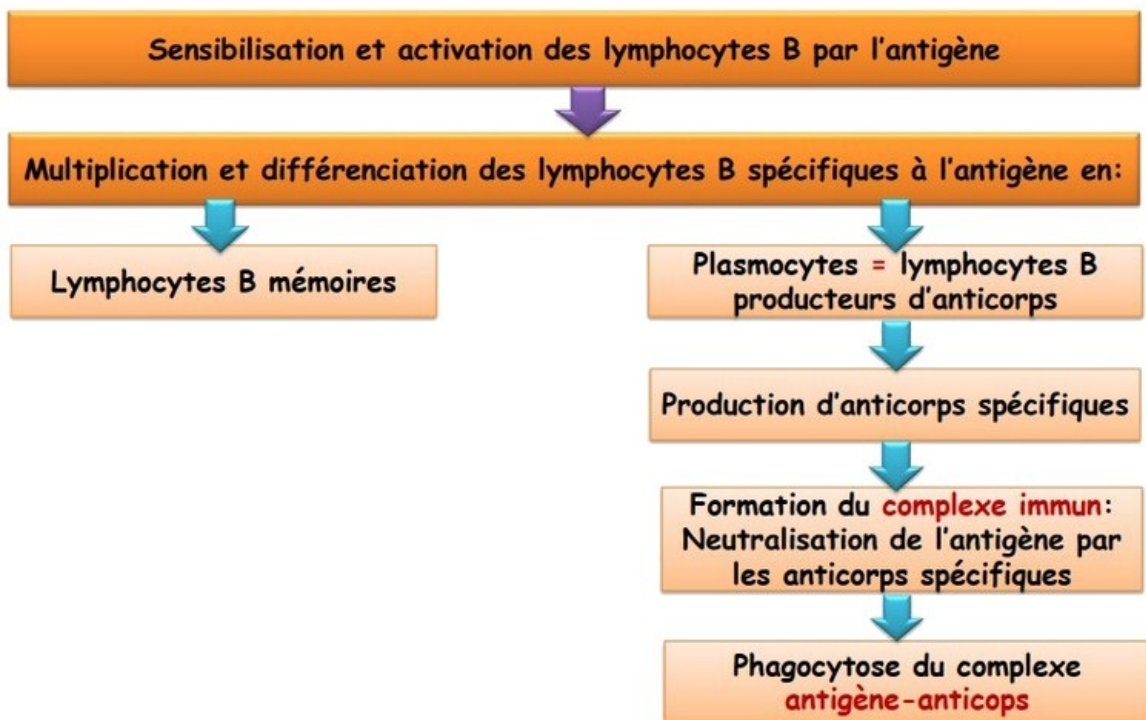 Sensibilisation et activation des lymphocytes B par l'antigène
Multiplication et différenciation des lymphocytes B spécifiques à l'antigène en:
Lymphocytes B mémoires
Plasmocytes = lymphocytes B
producteurs d'anticorps
Production d'anticorps spécifiques
Formation du complexe immun:
Neutralisation de l'antigène par
les anticorps spécifiques
Phagocytose du complexe
antigène-anticops